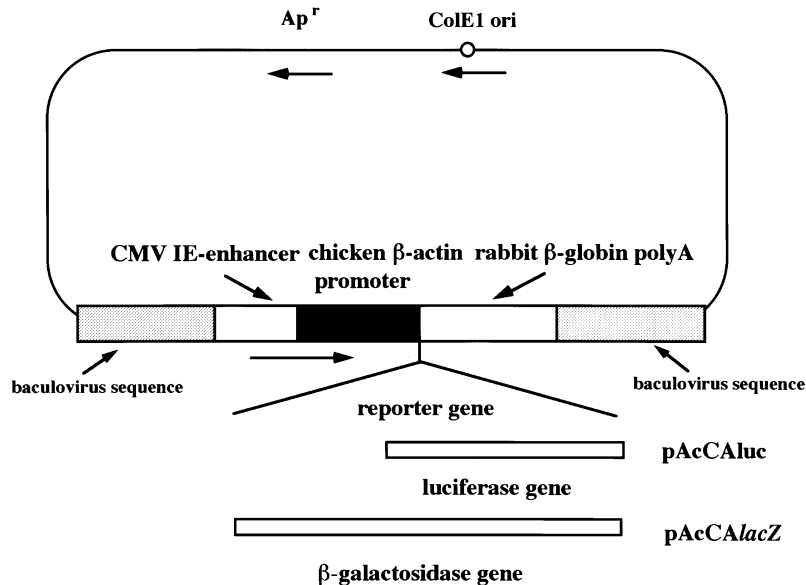 Ap r
ColE1 ori
CMV IE-enhancer
chicken β-actin
promoter
rabbit β-globin polyA
baculovirus sequence
baculovirus sequence
reporter gene
pAcCAluc
luciferase gene
pAcCAlacZ
β-galactosidase gene